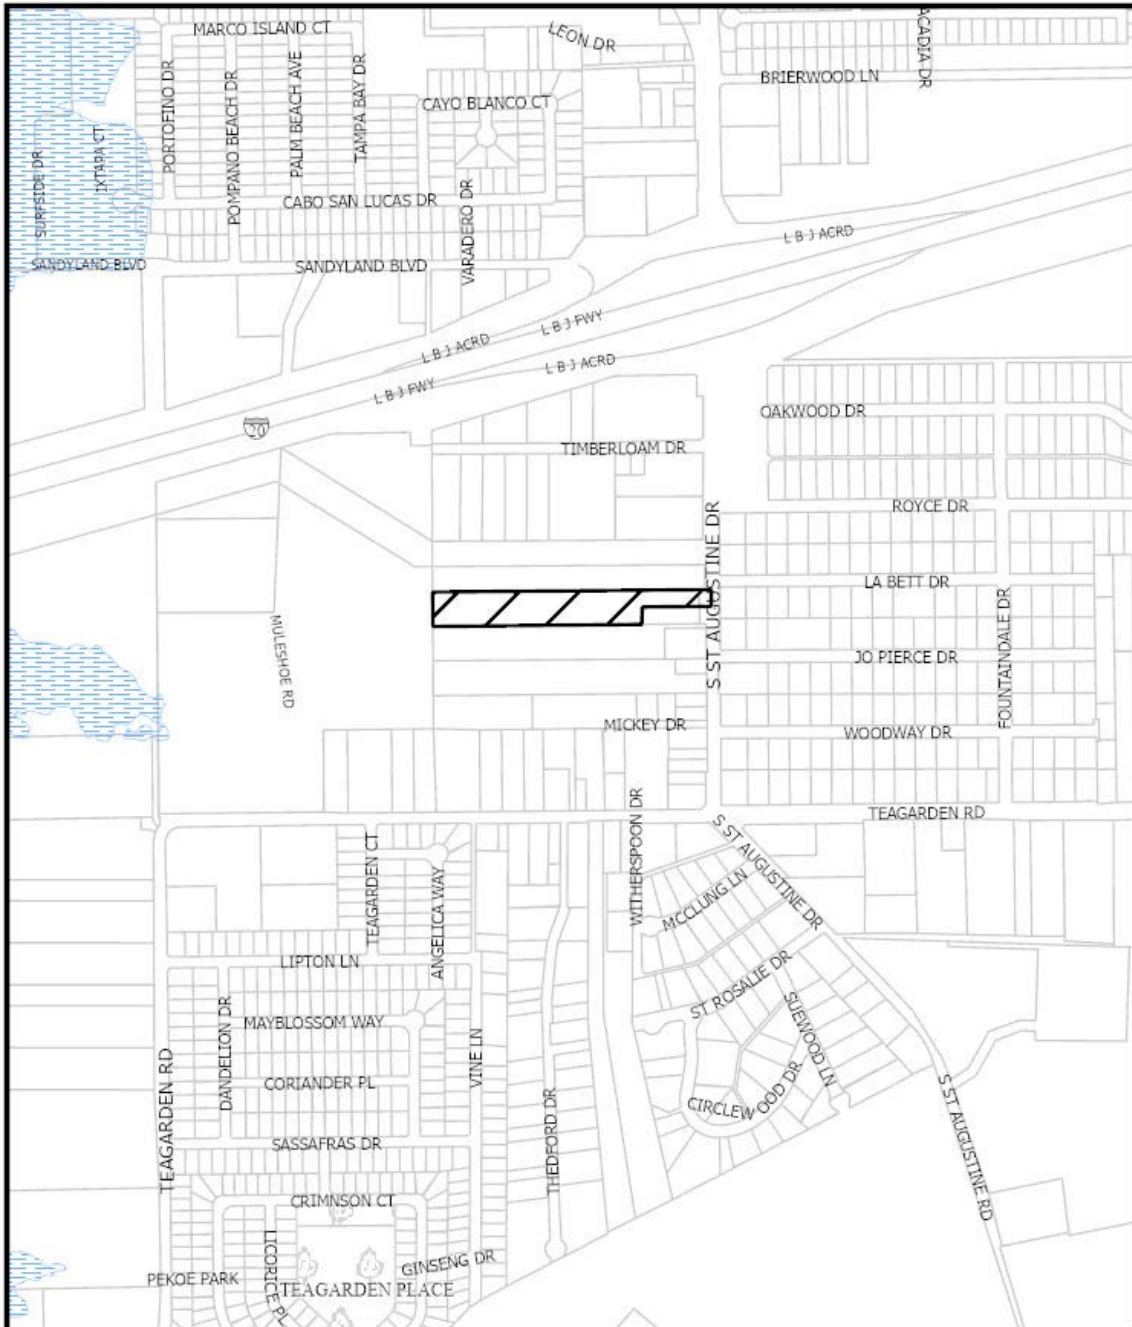 MARCO ISLAND CT
LEON DR
ACADIA DR
BRIERWOOD LN
PORTOFINO DR
POMPANO BEACH DR
PALM BEACH AVE
TAMPA BAY DR
CAYO BLANCO CT
SURFSIDE DR
IXTAPA CT
CABO SAN LUCAS DR
VARADERO DR
L B J ACRD
SANDYLAND BLVD
SANDYLAND BLVD
L B J FWY
L B J ACRD
L B J ACRD
L B J FWY
20
OAKWOOD DR
TIMBERLOAM DR
ROYCE DR
S ST AUGUSTINE DR
LA BETT DR
MULESHOE RD
JO PIERCE DR
FOUNTAINDALE DR
MICKEY DR
WOODWAY DR
WITHERSPOON DR
TEAGARDEN RD
S ST AUGUSTINE DR
TEAGARDEN CT
ANGELICA WAY
MCCLUNG LN
LIPTON LN
ST ROSALIE DR
SUEWOOD LN
DANDELION DR
MAYBLOSSOM WAY
VINE LN
TEAGARDEN RD
CORIANDER PL
CIRCLEWOOD DR
THEDFORD DR
SASSAFRAS DR
S ST AUGUSTINE RD
CRIMNSON CT
LICORICE PL
GINSENG DR
PEKOE PARK
TEAGARDEN PLACE